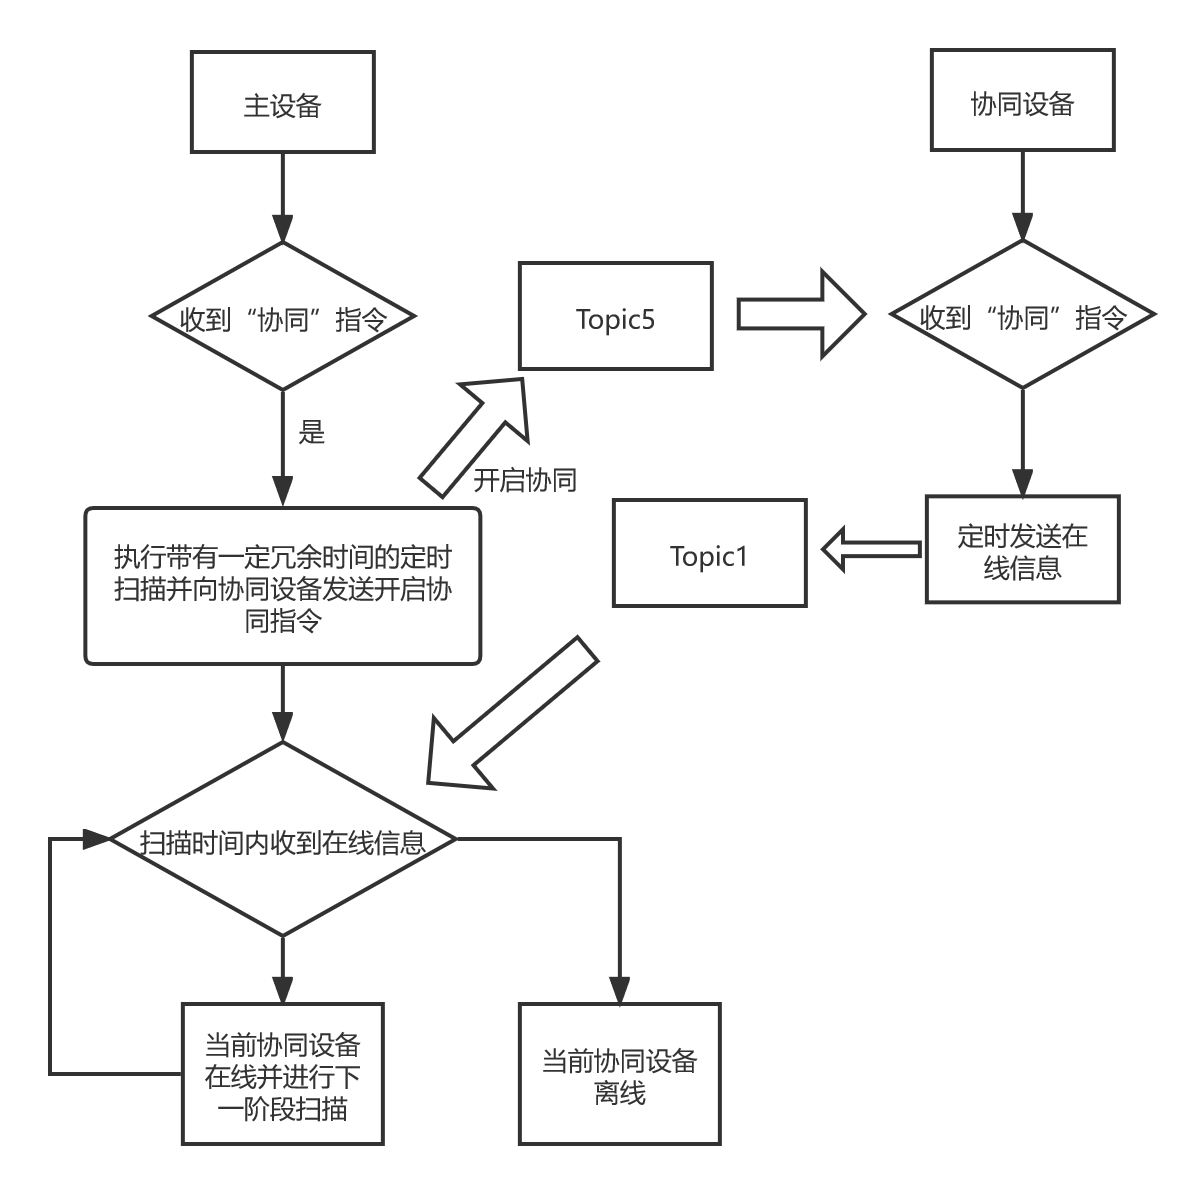 主设备
协同设备
收到“协同”指令
Topic5
收到“协同”指令
是
开启协同
执行带有一定冗余时间的定时
扫描并向协同设备发送开启协
同指令
Topic1
定时发送在
线信息
扫描时间内收到在线信息
当前协同设备
在线并进行下
一阶段扫描
当前协同设备
离线